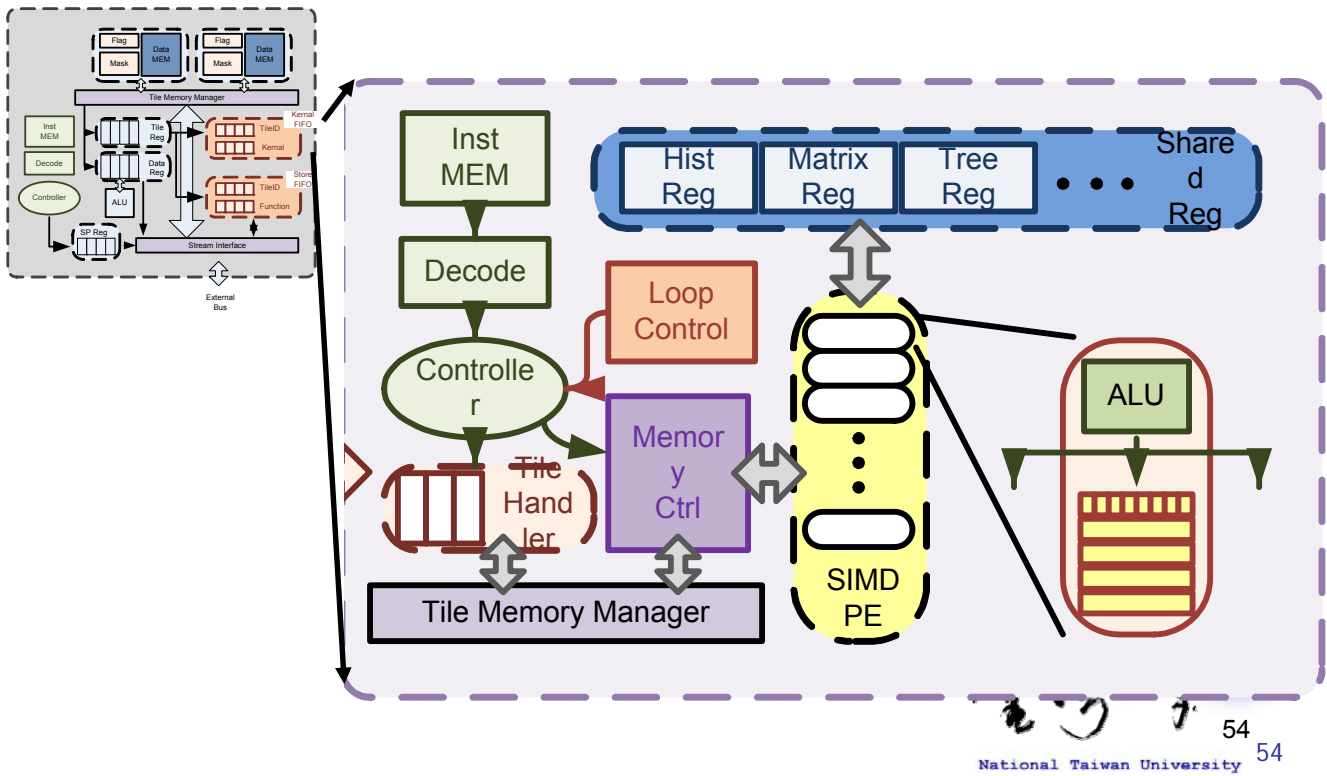 Flag
Mask
Data
MEM
Flag
Mask
Data
MEM
Tile Memory Manager
Inst
MEM
Decode
Controller
Tile
Reg
Data
Reg
ALU
SP Reg
Kernal
FIFO
TileID
Kernal
Store
FIFO
TileID
Function
Stream Interface
External
Bus
Inst
MEM
Decode
Controlle
r
Loop
Control
Memor
y
Ctrl
Tile
Hand
ler
Tile Memory Manager
Hist
Reg
Matrix
Reg
Tree
Reg
Share
d
Reg
SIMD
PE
ALU
54
National Taiwan University
54